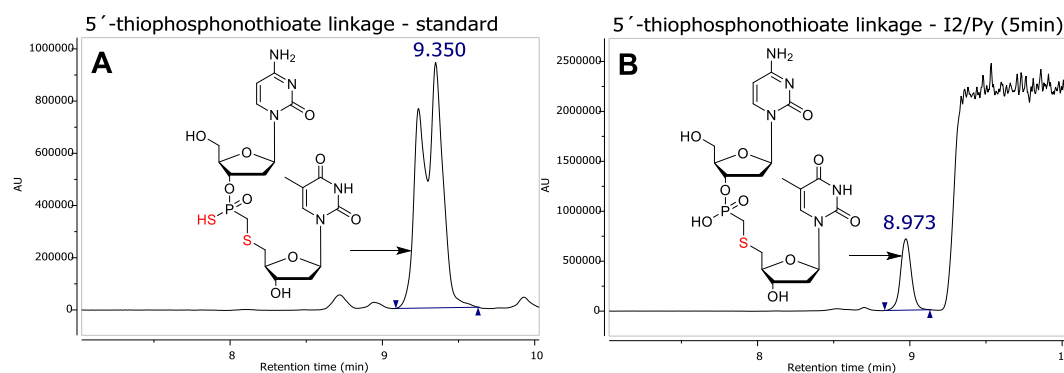 5´-thiophosphonothioate linkage - standard
A
9.350
1000000
800000
600000
400000
200000
0
AU
NH2
N
N
O
HO
O
O
P
O
HS
S
O
NH
N
O
O
OH
8
9
10
Retention time (min)
5´-thiophosphonothioate linkage - I2/Py (5min)
B
8.973
2500000
2000000
1500000
1000000
500000
0
AU
NH2
N
N
O
HO
O
O
P
O
HO
S
O
NH
N
O
O
OH
8
9
1
Retention time (min)